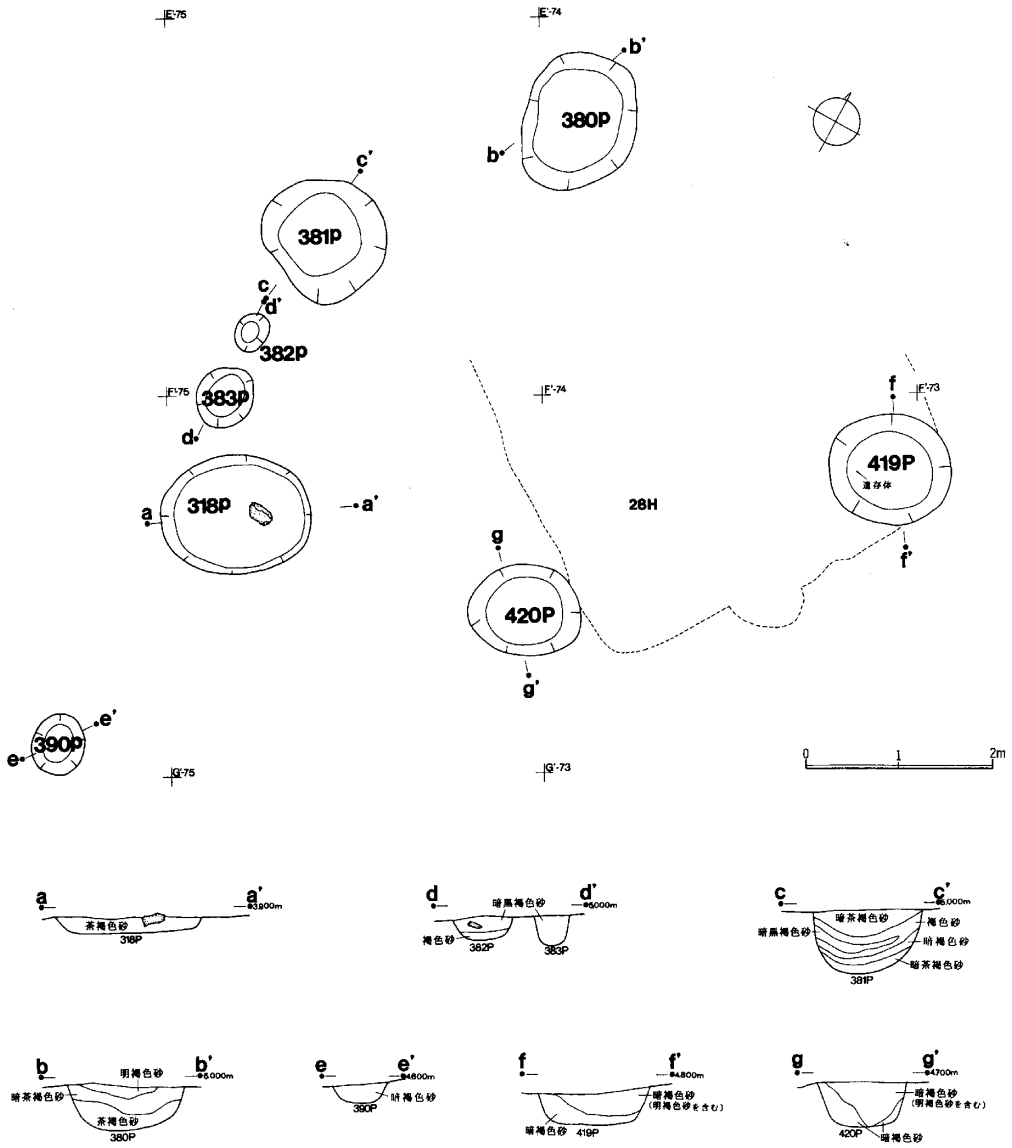 E'-75
E'-74
b'
380P
b
c'
381P
c
d'
382P
F'-75
383P
d
F'-74
f
F'-73
419P
遺存体
f'
318P
a
a'
28H
g
420P
g'
e'
390P
e
G'-75
G'-73
0 1 2m
a
a'
3.900m
茶褐色砂
318P
d
d'
5.000m
暗黒褐色砂
褐色砂
382P
383P
c
c'
5.000m
暗茶褐色砂
褐色砂
暗黒褐色砂
暗褐色砂
暗茶褐色砂
381P
b
b'
5.000m
明褐色砂
暗茶褐色砂
茶褐色砂
380P
e
e'
4.600m
暗褐色砂
390P
f
f'
4.800m
暗褐色砂
(明褐色砂を含む)
暗褐色砂
419P
g
g'
4.700m
暗褐色砂
(明褐色砂を含む)
420P
暗褐色砂